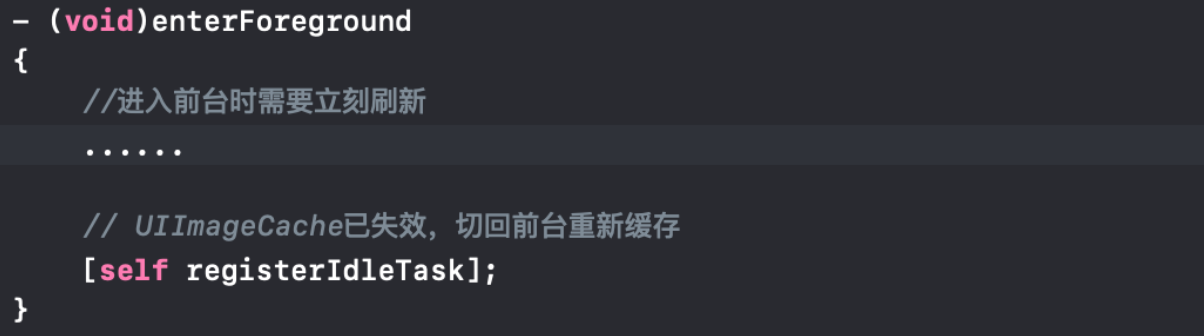 - (void)enterForeground
{
//进入前台时需要立刻刷新
......
// UIImageCache已失效，切回前台重新缓存
[self registerIdleTask];
}